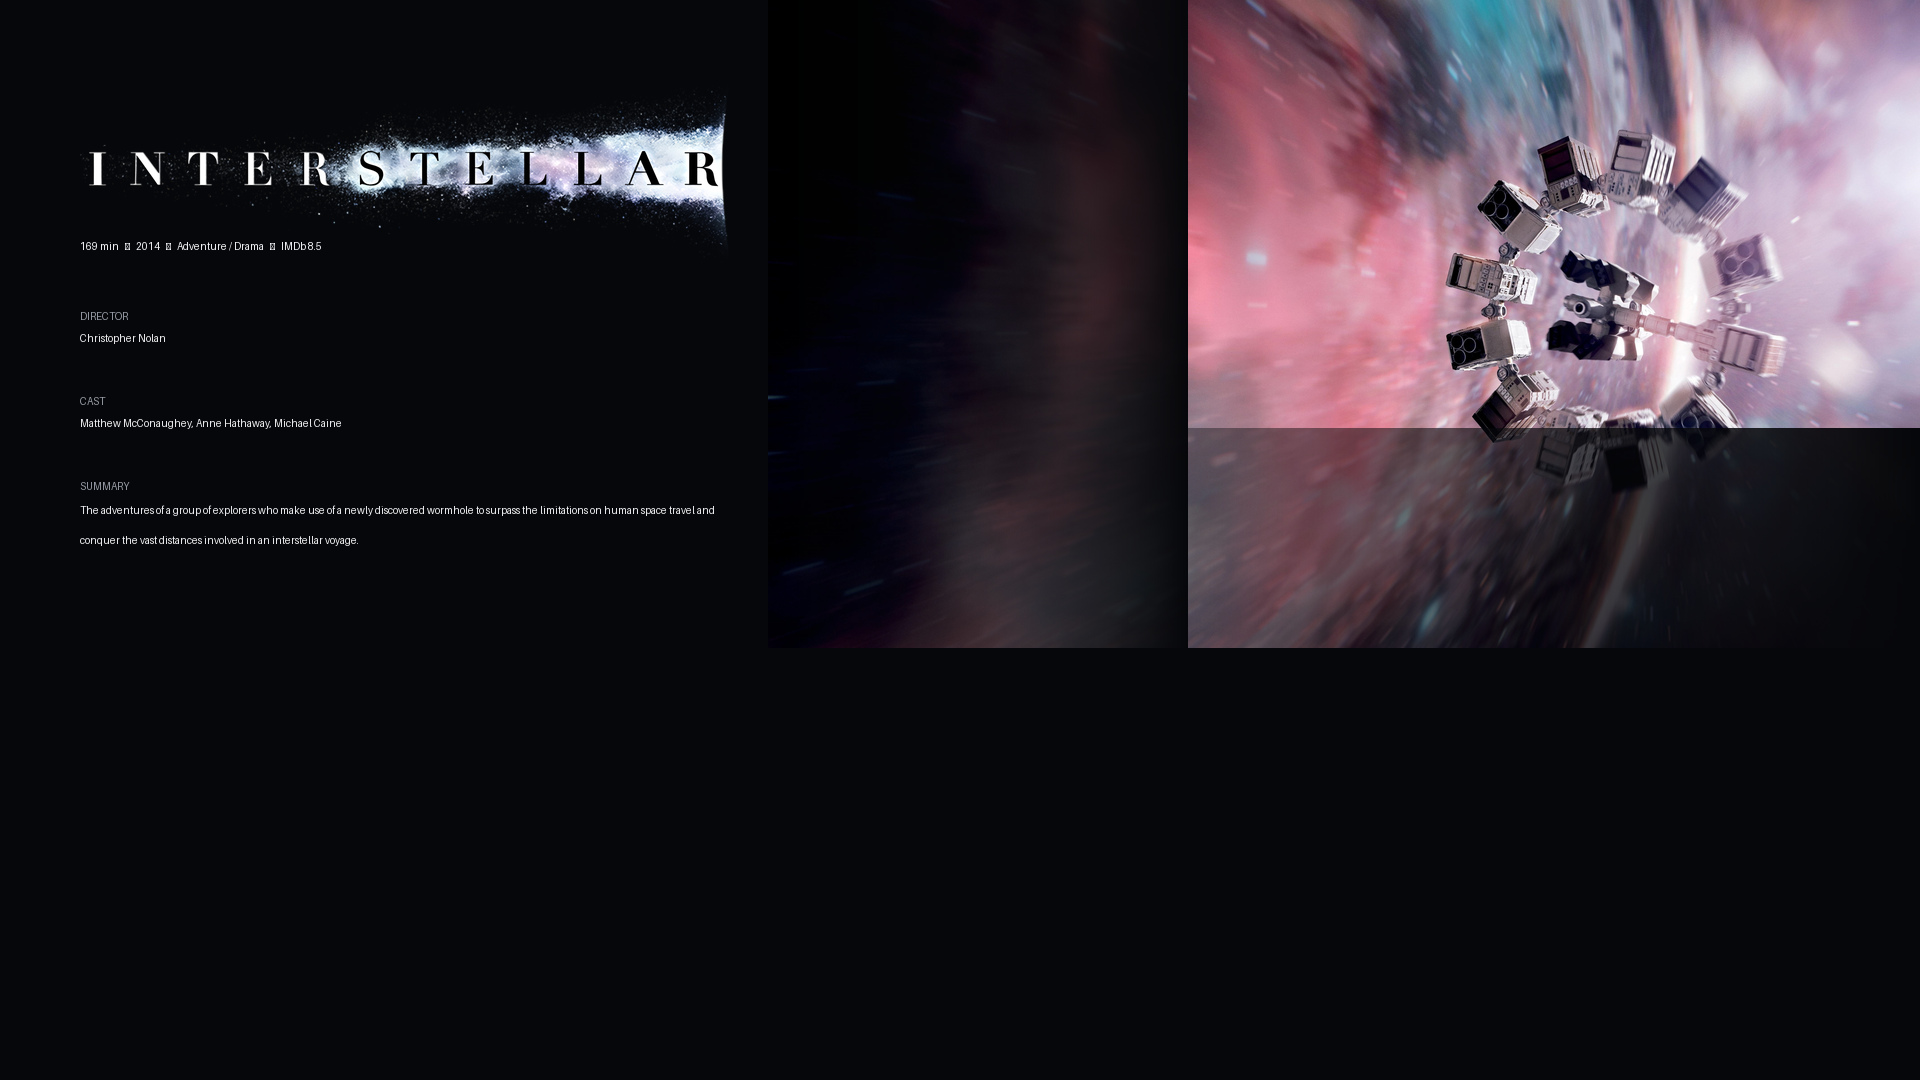 INTERSTELLAR
169 min ▯ 2014 ▯ Adventure / Drama ▯ IMDb 8.5
DIRECTOR
Christopher Nolan
CAST
Matthew McConaughey, Anne Hathaway, Michael Caine
SUMMARY
The adventures of a group of explorers who make use of a newly discovered wormhole to surpass the limitations on human space travel and
conquer the vast distances involved in an interstellar voyage.